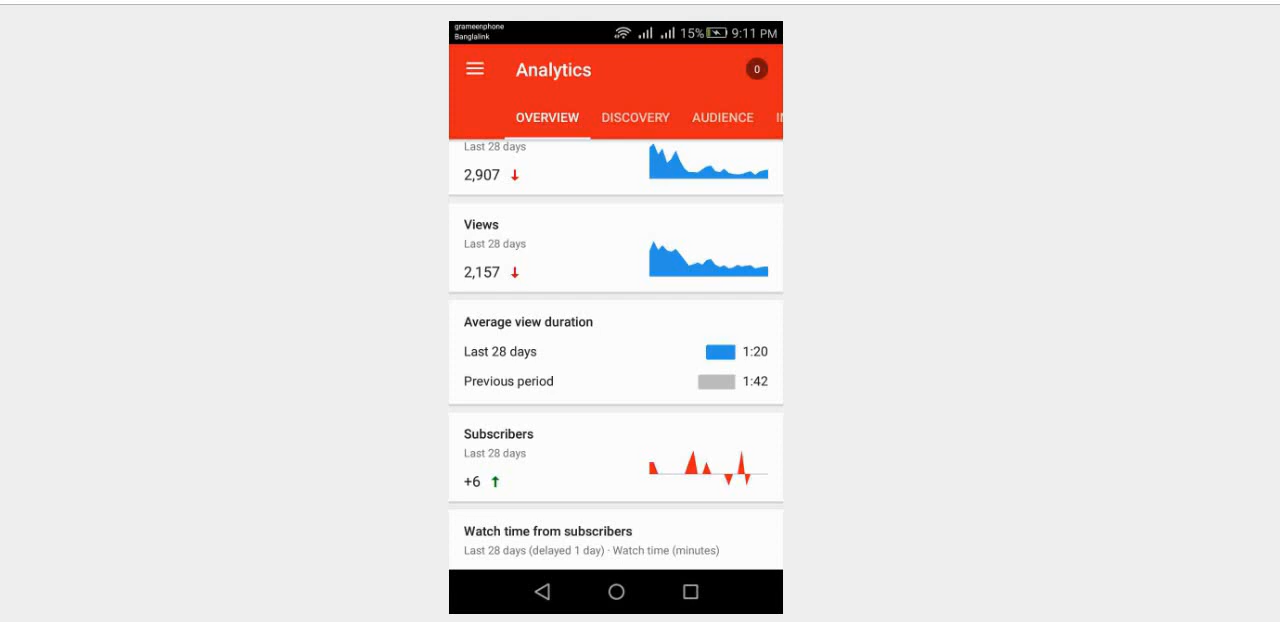 grameenphone
Banglalink
15% 9:11 PM
Analytics
0
OVERVIEW DISCOVERY AUDIENCE
Last 28 days
2,907
Views
Last 28 days
2,157
Average view duration
Last 28 days 1:20
Previous period 1:42
Subscribers
Last 28 days
+6
Watch time from subscribers
Last 28 days (delayed 1 day) · Watch time (minutes)